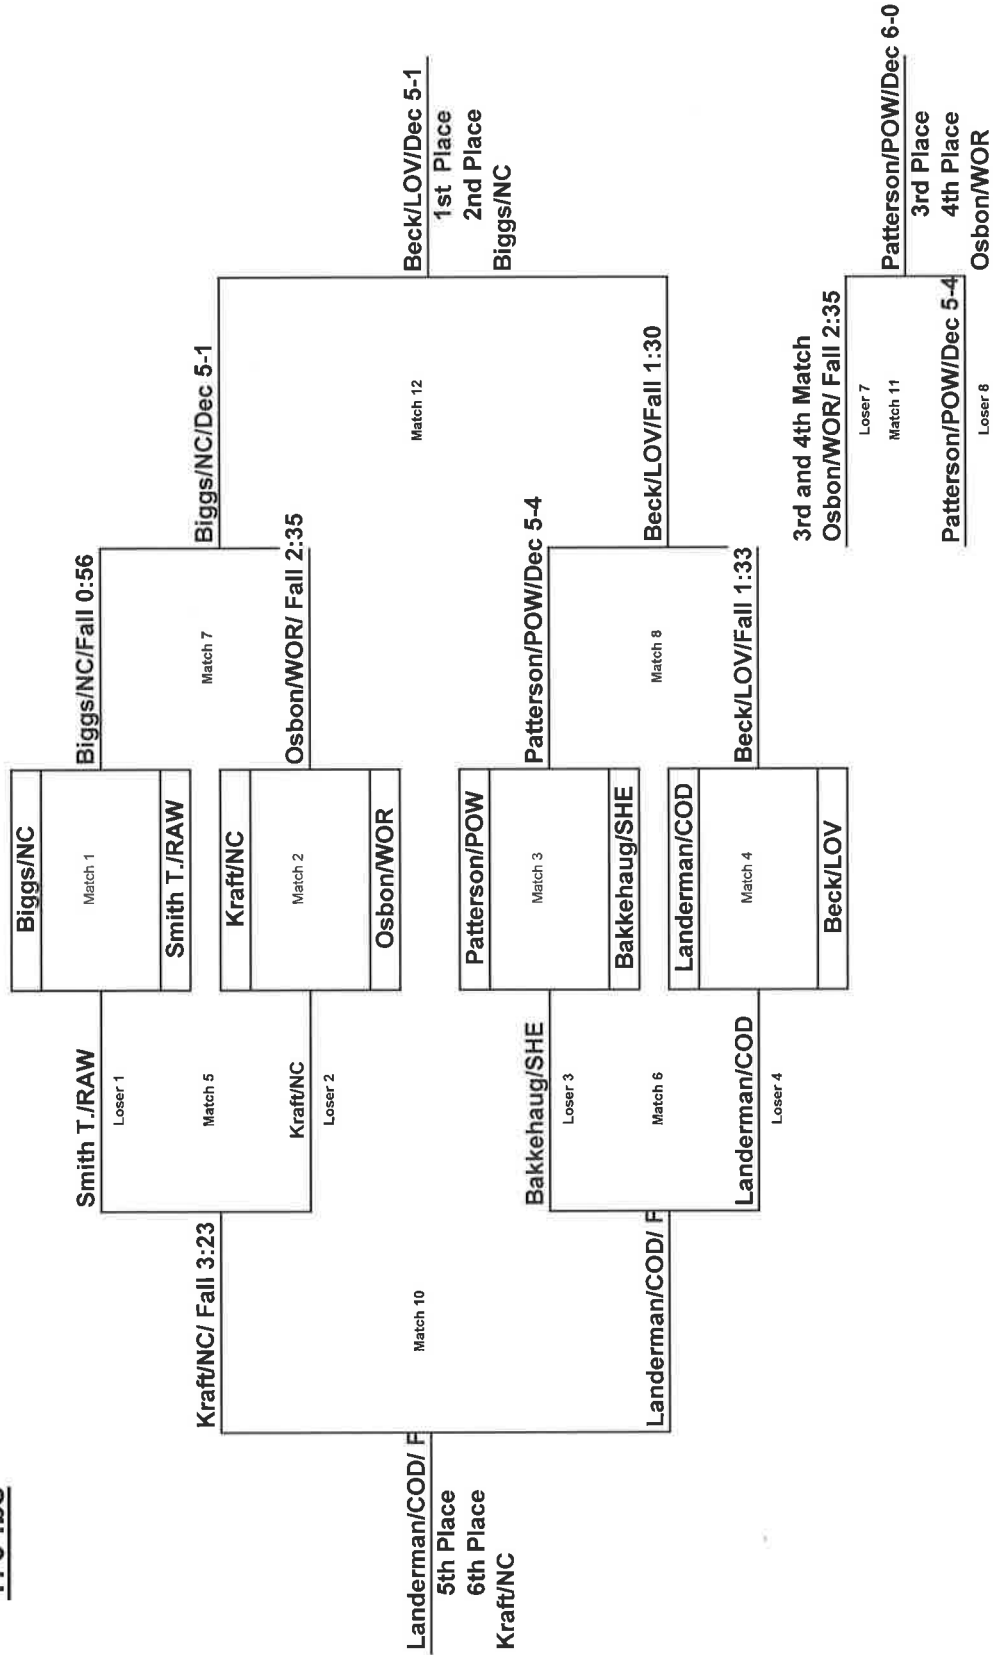 Biggs/NC
Match 1
Smith T./RAW
Kraft/NC
Match 2
Osbon/WOR
Patterson/POW
Match 3
Bakkehaug/SHE
Landerman/COD
Match 4
Beck/LOV
Biggs/NC/Fall 0:56
Match 7
Osbon/WOR/ Fall 2:35
Patterson/POW/Dec 5-4
Match 8
Beck/LOV/Fall 1:33
Biggs/NC/Dec 5-1
Match 12
Beck/LOV/Fall 1:30
Beck/LOV/Dec 5-1
1st Place
2nd Place
Biggs/NC
Smith T./RAW
Loser 1
Match 5
Kraft/NC
Loser 2
Bakkehaug/SHE
Loser 3
Match 6
Landerman/COD
Loser 4
Kraft/NC/ Fall 3:23
Match 10
Landerman/COD/ F
Landerman/COD/ F
5th Place
6th Place
Kraft/NC
3rd and 4th Match
Osbon/WOR/ Fall 2:35
Loser 7
Match 11
Patterson/POW/Dec 5-4
Loser 8
Patterson/POW/Dec 6-0
3rd Place
4th Place
Osbon/WOR